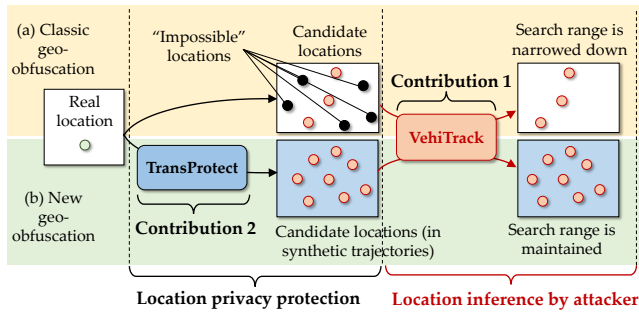 (a) Classic
geo-
obfuscation
"Impossible"
locations
Candidate
locations
Search range is
narrowed down
Contribution 1
Real
location
VehiTrack
TransProtect
(b) New
geo-
obfuscation
Contribution 2
Candidate locations (in
synthetic trajectories)
Search range is
maintained
Location privacy protection
Location inference by attacker